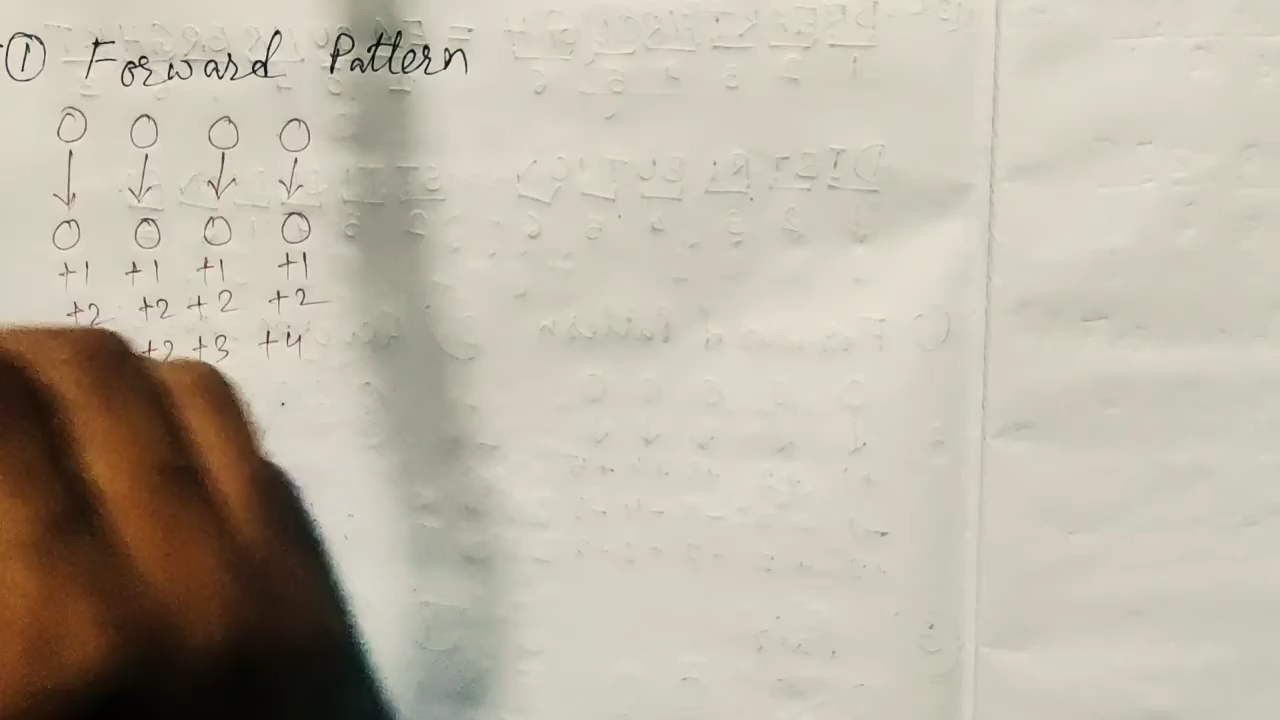 ① Forward Pattern
+1 +1 +1 +1
+2 +2 +2 +2
+2 +3 +4